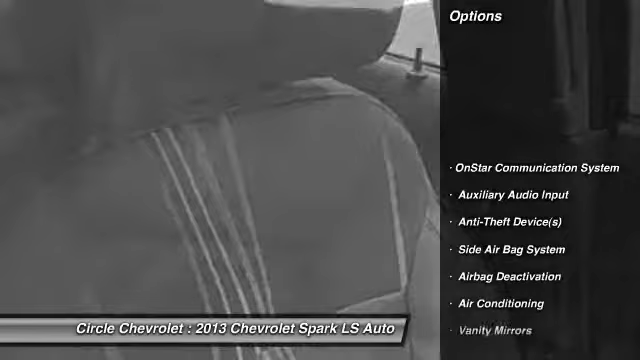 Options
· OnStar Communication System
· Auxiliary Audio Input
· Anti-Theft Device(s)
· Side Air Bag System
· Airbag Deactivation
· Air Conditioning
· Vanity Mirrors
Circle Chevrolet : 2013 Chevrolet Spark LS Auto